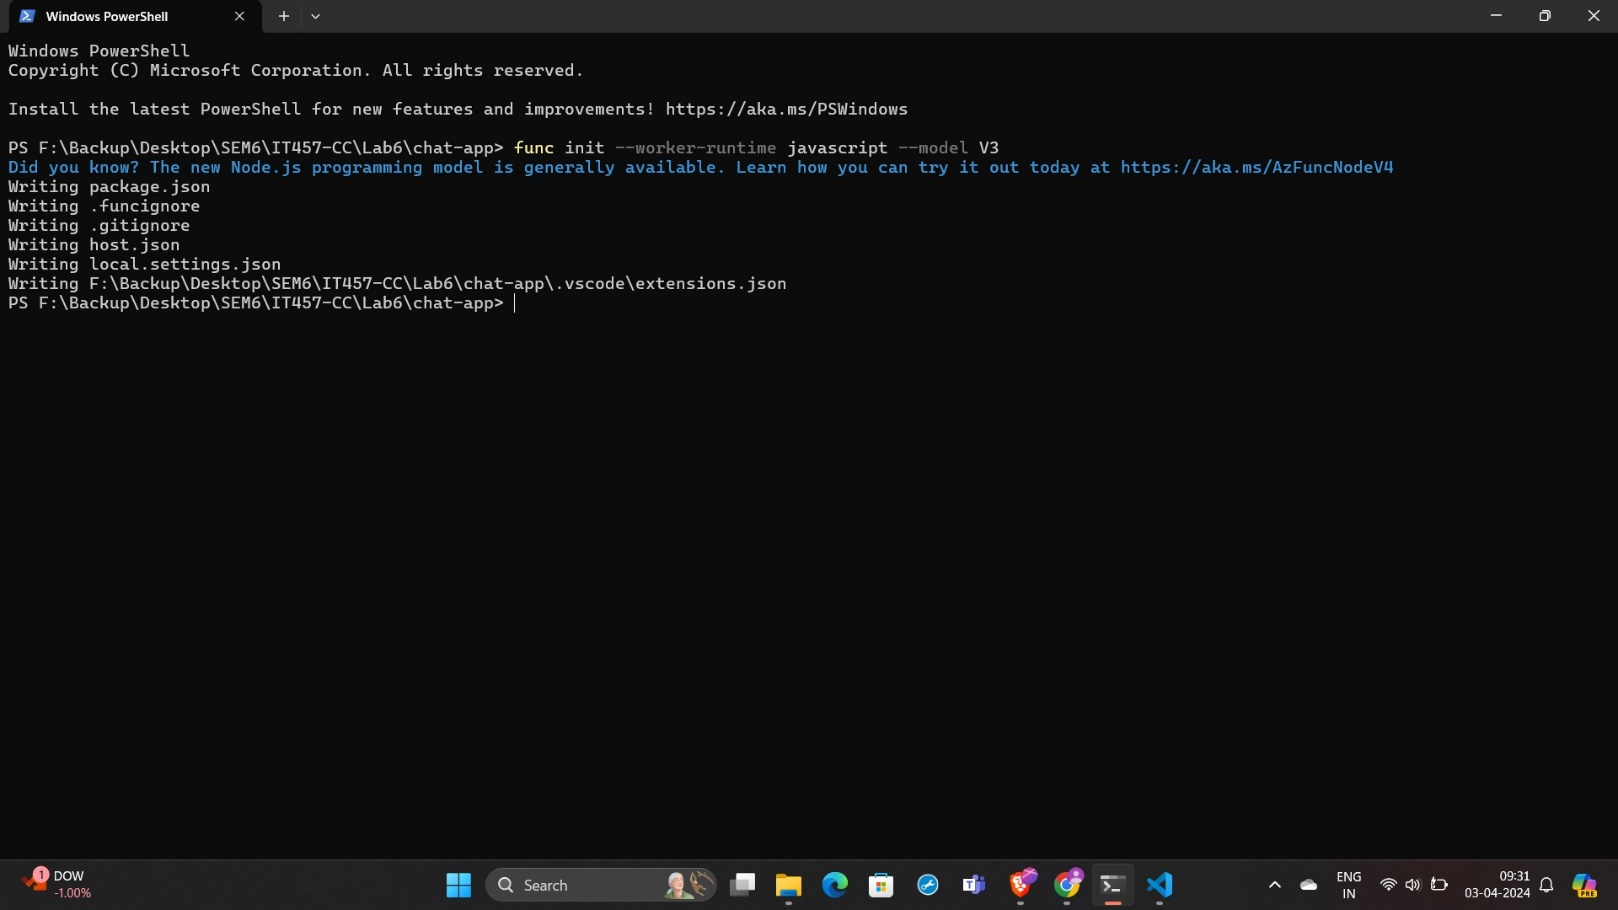 Windows PowerShell
Windows PowerShell
Copyright (C) Microsoft Corporation. All rights reserved.
Install the latest PowerShell for new features and improvements! https://aka.ms/PSWindows
PS F:\Backup\Desktop\SEM6\IT457-CC\Lab6\chat-app> func init --worker-runtime javascript --model V3
Did you know? The new Node.js programming model is generally available. Learn how you can try it out today at https://aka.ms/AzFuncNodeV4
Writing package.json
Writing .funcignore
Writing .gitignore
Writing host.json
Writing local.settings.json
Writing F:\Backup\Desktop\SEM6\IT457-CC\Lab6\chat-app\.vscode\extensions.json
PS F:\Backup\Desktop\SEM6\IT457-CC\Lab6\chat-app>
1
DOW
-1.00%
Search
ENG
IN
09:31
03-04-2024
PRE